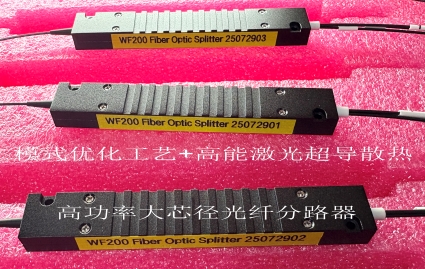 WF200 Fiber Optic Splitter 25072903
WF200 Fiber Optic Splitter 25072901
模式优化工艺+高能激光超导散热
高功率大芯径光纤分路器
WF200 Fiber Optic Splitter 25072902